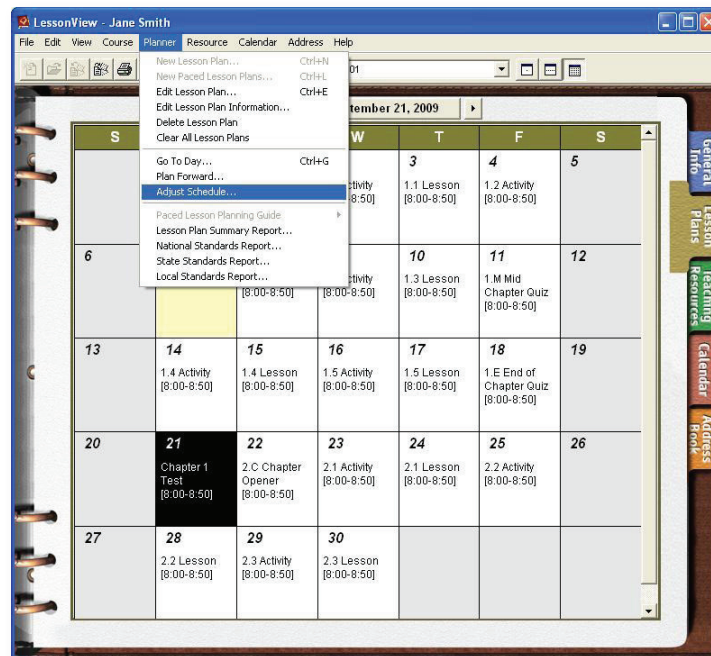 LessonView - Jane Smith
File Edit View Course Planner Resource Calendar Address Help
New Lesson Plan... Ctrl+N
New Paced Lesson Plans... Ctrl+L
Edit Lesson Plan... Ctrl+E
Edit Lesson Plan Information...
Delete Lesson Plan
Clear All Lesson Plans
Go To Day... Ctrl+G
Plan Forward...
Adjust Schedule...
Paced Lesson Planning Guide
Lesson Plan Summary Report...
National Standards Report...
State Standards Report...
Local Standards Report...
01
tember 21, 2009
S W T F S
3 4 5
ctivity 1.1 Lesson 1.2 Activity
8:50] [8:00-8:50] [8:00-8:50]
6 10 11 12
ctivity 1.3 Lesson 1.M Mid
[8:00-8:50] [8:00-8:50] [8:00-8:50] Chapter Quiz
[8:00-8:50]
13 14 15 16 17 18 19
1.4 Activity 1.4 Lesson 1.5 Activity 1.5 Lesson 1.E End of
[8:00-8:50] [8:00-8:50] [8:00-8:50] [8:00-8:50] Chapter Quiz
[8:00-8:50]
20 21 22 23 24 25 26
Chapter 1 2.C Chapter 2.1 Activity 2.1 Lesson 2.2 Activity
Test Opener [8:00-8:50] [8:00-8:50] [8:00-8:50]
[8:00-8:50] [8:00-8:50]
27 28 29 30
2.2 Lesson 2.3 Activity 2.3 Lesson
[8:00-8:50] [8:00-8:50] [8:00-8:50]
General
Info
Lesson
Plans
Teaching
Resources
Calendar
Address
Book